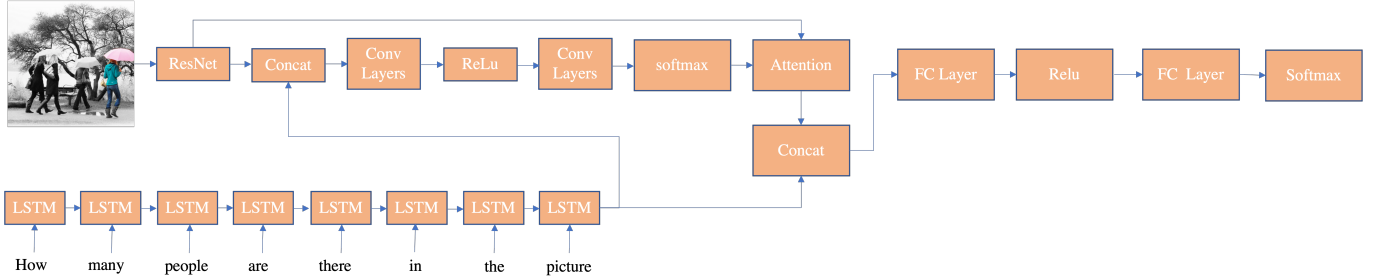 ResNet
Concat
Conv
Layers
ReLu
Conv
Layers
softmax
Attention
FC Layer
Relu
FC Layer
Softmax
Concat
LSTM LSTM LSTM LSTM LSTM LSTM LSTM LSTM
How many people are there in the picture